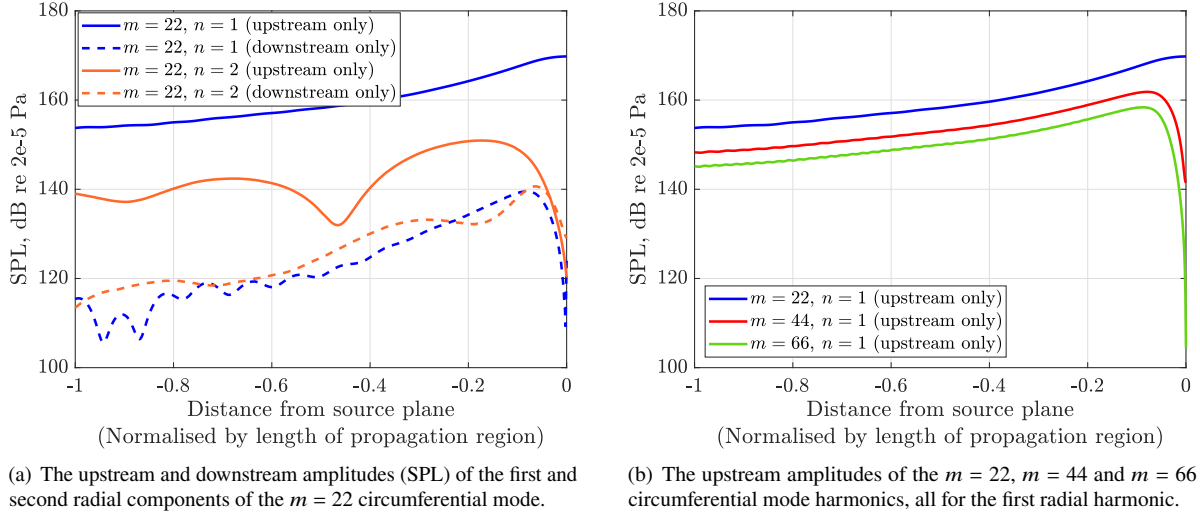 180
160
140
120
100
SPL, dB re 2e-5 Pa
m = 22, n = 1 (upstream only)
m = 22, n = 1 (downstream only)
m = 22, n = 2 (upstream only)
m = 22, n = 2 (downstream only)
-1 -0.8 -0.6 -0.4 -0.2 0
Distance from source plane
(Normalised by length of propagation region)
(a) The upstream and downstream amplitudes (SPL) of the first and
second radial components of the m = 22 circumferential mode.
180
160
140
120
100
SPL, dB re 2e-5 Pa
m = 22, n = 1 (upstream only)
m = 44, n = 1 (upstream only)
m = 66, n = 1 (upstream only)
-1 -0.8 -0.6 -0.4 -0.2 0
Distance from source plane
(Normalised by length of propagation region)
(b) The upstream amplitudes of the m = 22, m = 44 and m = 66
circumferential mode harmonics, all for the first radial harmonic.